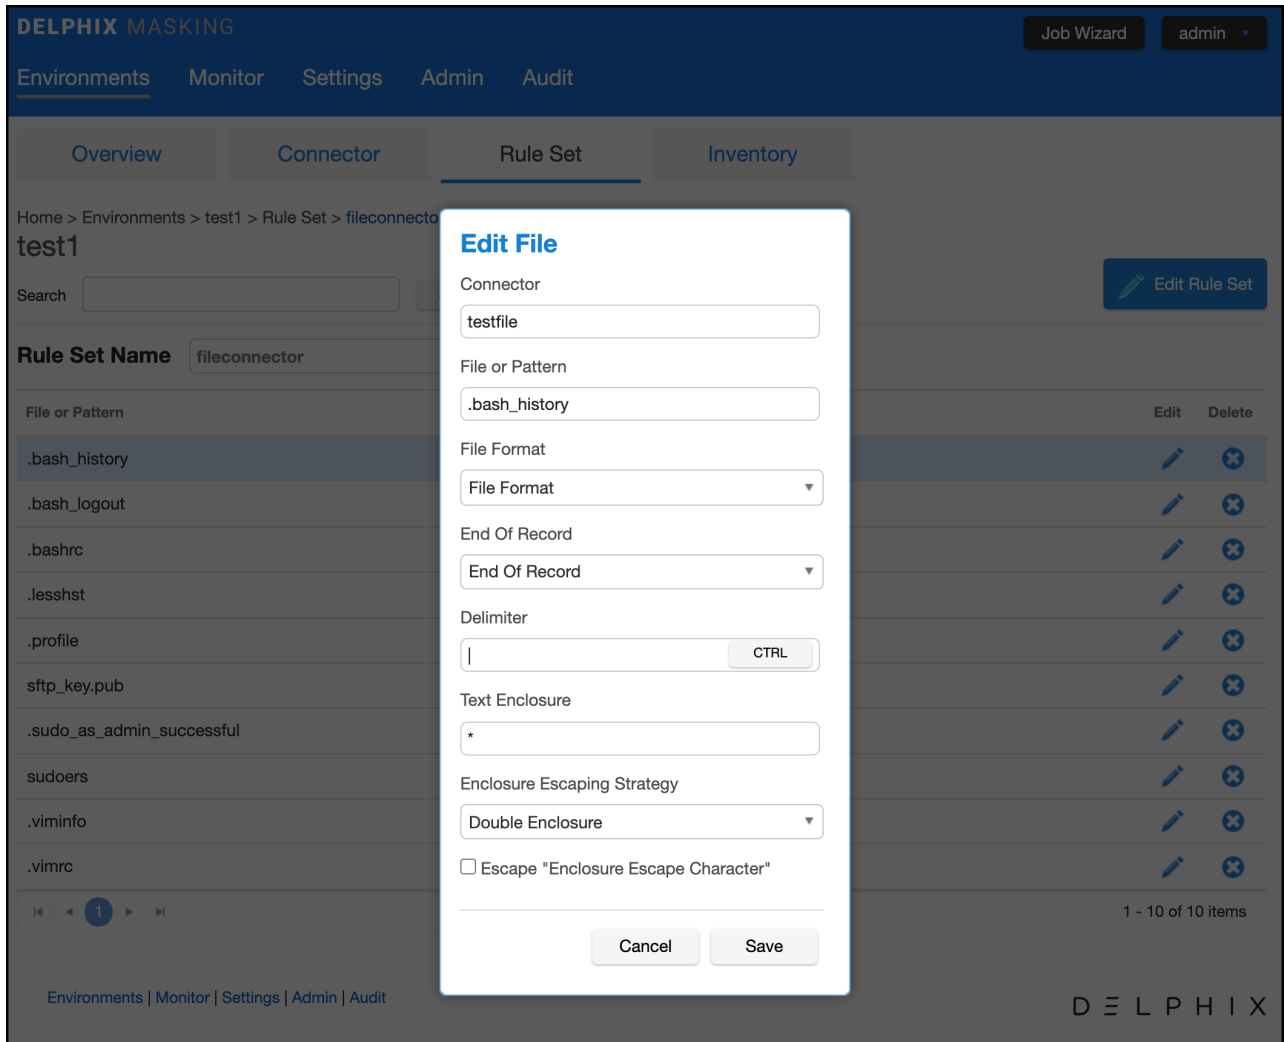 DELPHIX MASKING
Job Wizard
admin
Environments Monitor Settings Admin Audit
Overview Connector Rule Set Inventory
Home > Environments > test1 > Rule Set > fileconnecto
test1
Search
Edit Rule Set
Rule Set Name fileconnector
File or Pattern Edit Delete
.bash_history
.bash_logout
.bashrc
.lesshst
.profile
sftp_key.pub
.sudo_as_admin_successful
sudoers
.viminfo
.vimrc
1
1 - 10 of 10 items
Edit File
Connector
testfile
File or Pattern
.bash_history
File Format
File Format
End Of Record
End Of Record
Delimiter
| CTRL
Text Enclosure
*
Enclosure Escaping Strategy
Double Enclosure
Escape "Enclosure Escape Character"
Cancel Save
Environments | Monitor | Settings | Admin | Audit
DELPHIX